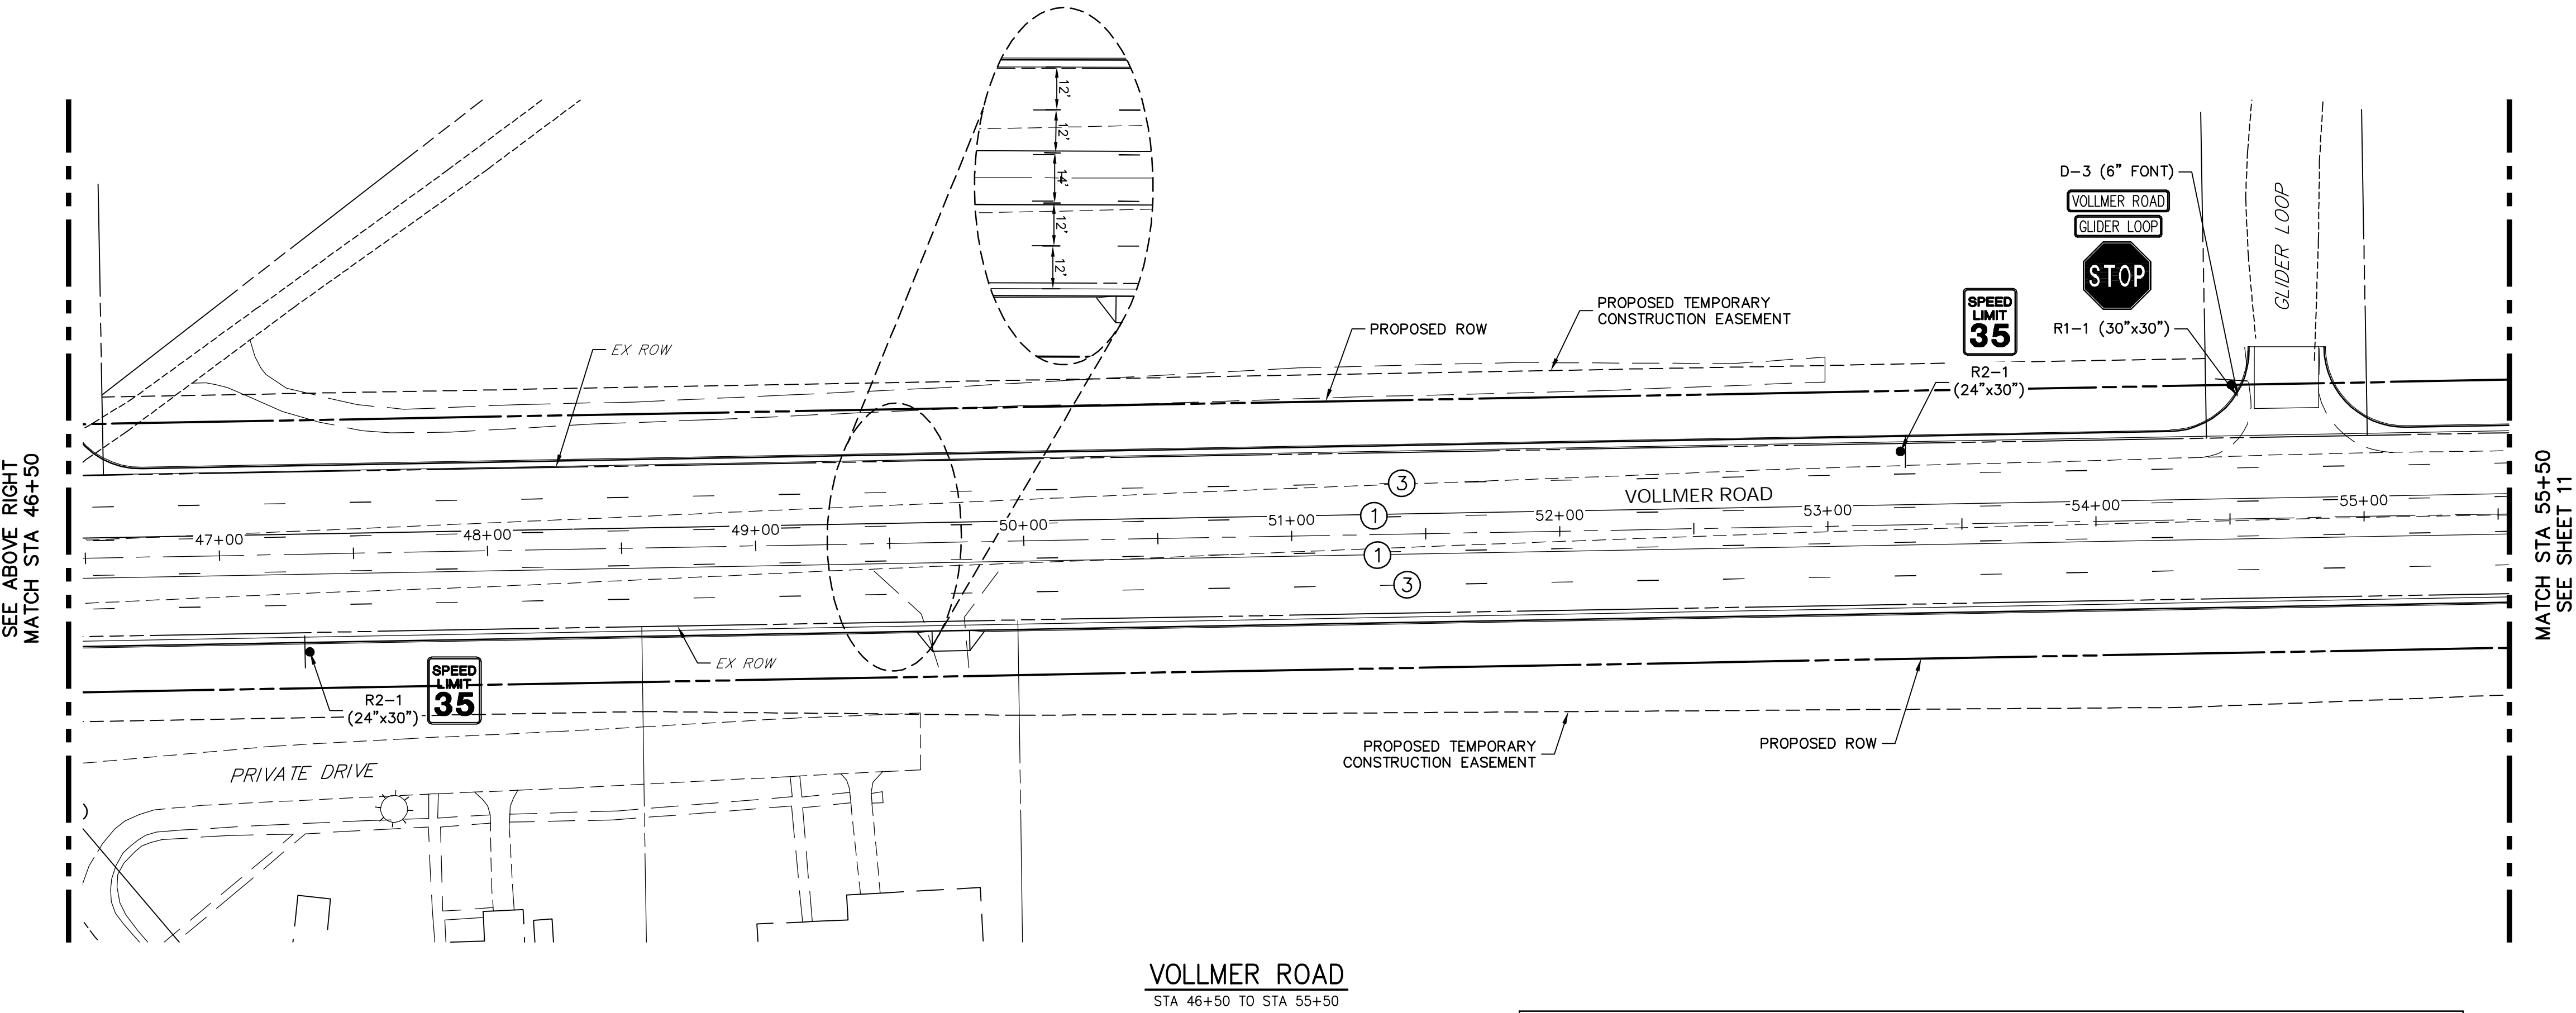 12'
12'
14'
12'
12'
D-3 (6" FONT)
VOLLMER ROAD
GLIDER LOOP
STOP
R1-1 (30"x30")
GLIDER LOOP
SPEED
LIMIT
35
R2-1
(24"x30")
PROPOSED TEMPORARY
CONSTRUCTION EASEMENT
PROPOSED ROW
EX ROW
SEE ABOVE RIGHT
MATCH STA 46+50
MATCH STA 55+50
SEE SHEET 11
3
1
VOLLMER ROAD
47+00
48+00
49+00
50+00
51+00
52+00
53+00
54+00
55+00
1
3
EX ROW
R2-1
(24"x30")
SPEED
LIMIT
35
PROPOSED TEMPORARY
CONSTRUCTION EASEMENT
PROPOSED ROW
PRIVATE DRIVE
VOLLMER ROAD
STA 46+50 TO STA 55+50